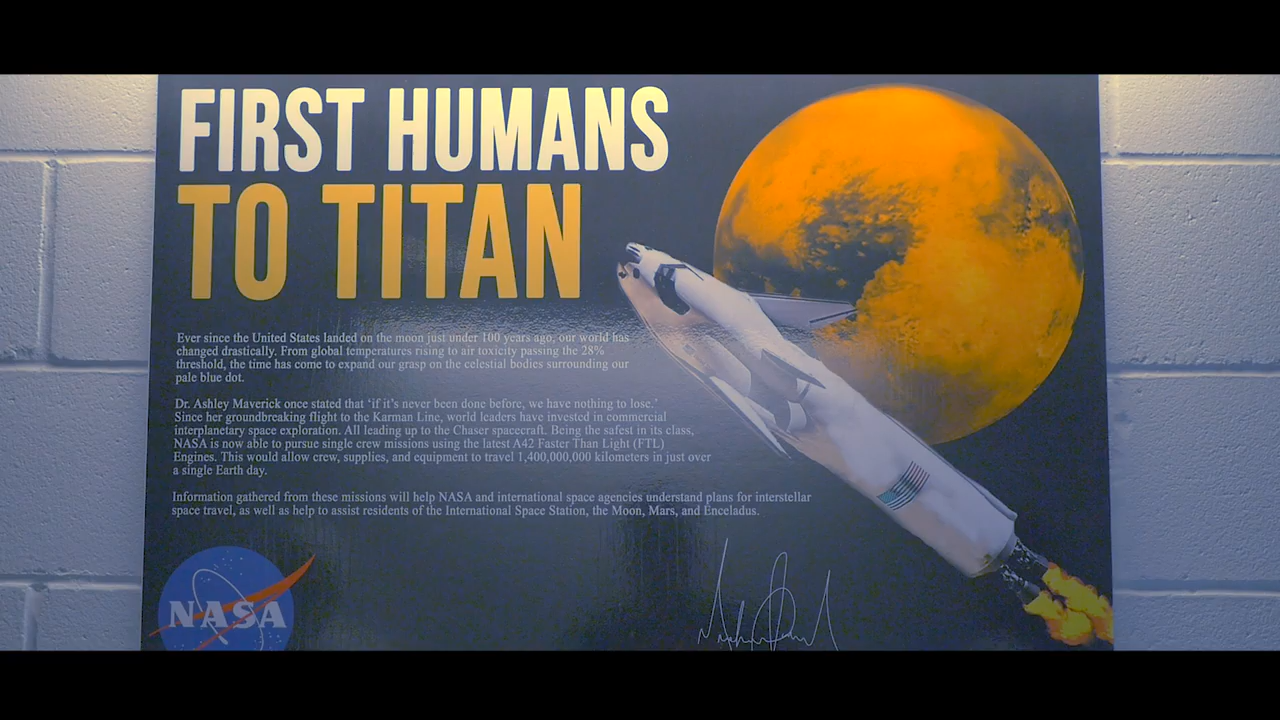 FIRST HUMANS
TO TITAN
Ever since the United States landed on the moon just under 100 years ago, our world has
changed drastically. From global temperatures rising to air toxicity passing the 28%
threshold, the time has come to expand our grasp on the celestial bodies surrounding our
pale blue dot.
Dr. Ashley Maverick once stated that ‘if it’s never been done before, we have nothing to lose.’
Since her groundbreaking flight to the Karman Line, world leaders have invested in commercial
interplanetary space exploration. All leading up to the Chaser spacecraft. Being the safest in its class,
NASA is now able to pursue single crew missions using the latest A42 Faster Than Light (FTL)
Engines. This would allow crew, supplies, and equipment to travel 1,400,000,000 kilometers in just over
a single Earth day.
Information gathered from these missions will help NASA and international space agencies understand plans for interstellar
space travel, as well as help to assist residents of the International Space Station, the Moon, Mars, and Enceladus.
NASA